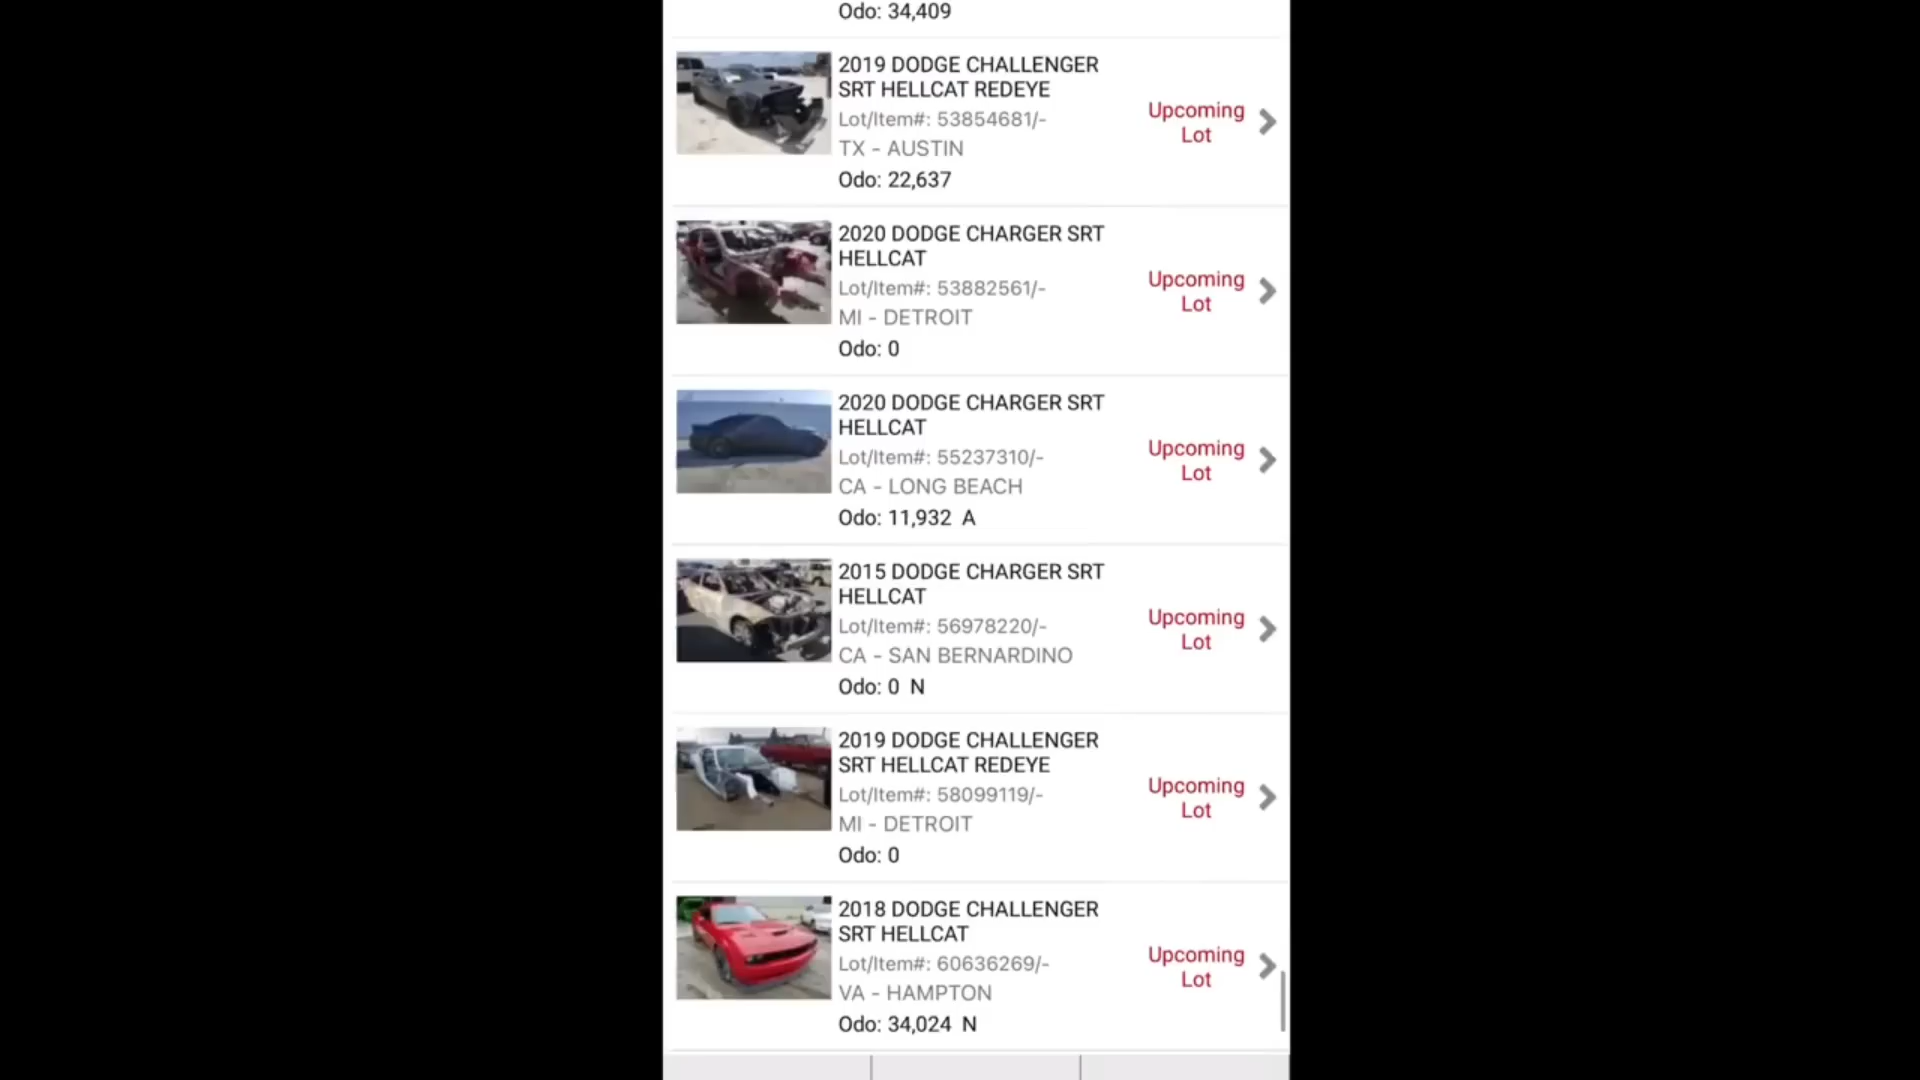 Odo: 34,409
2019 DODGE CHALLENGER
SRT HELLCAT REDEYE
Lot/Item#: 53854681/-
TX - AUSTIN
Odo: 22,637
Upcoming
Lot
2020 DODGE CHARGER SRT
HELLCAT
Lot/Item#: 53882561/-
MI - DETROIT
Odo: 0
Upcoming
Lot
2020 DODGE CHARGER SRT
HELLCAT
Lot/Item#: 55237310/-
CA - LONG BEACH
Odo: 11,932 A
Upcoming
Lot
2015 DODGE CHARGER SRT
HELLCAT
Lot/Item#: 56978220/-
CA - SAN BERNARDINO
Odo: 0 N
Upcoming
Lot
2019 DODGE CHALLENGER
SRT HELLCAT REDEYE
Lot/Item#: 58099119/-
MI - DETROIT
Odo: 0
Upcoming
Lot
2018 DODGE CHALLENGER
SRT HELLCAT
Lot/Item#: 60636269/-
VA - HAMPTON
Odo: 34,024 N
Upcoming
Lot